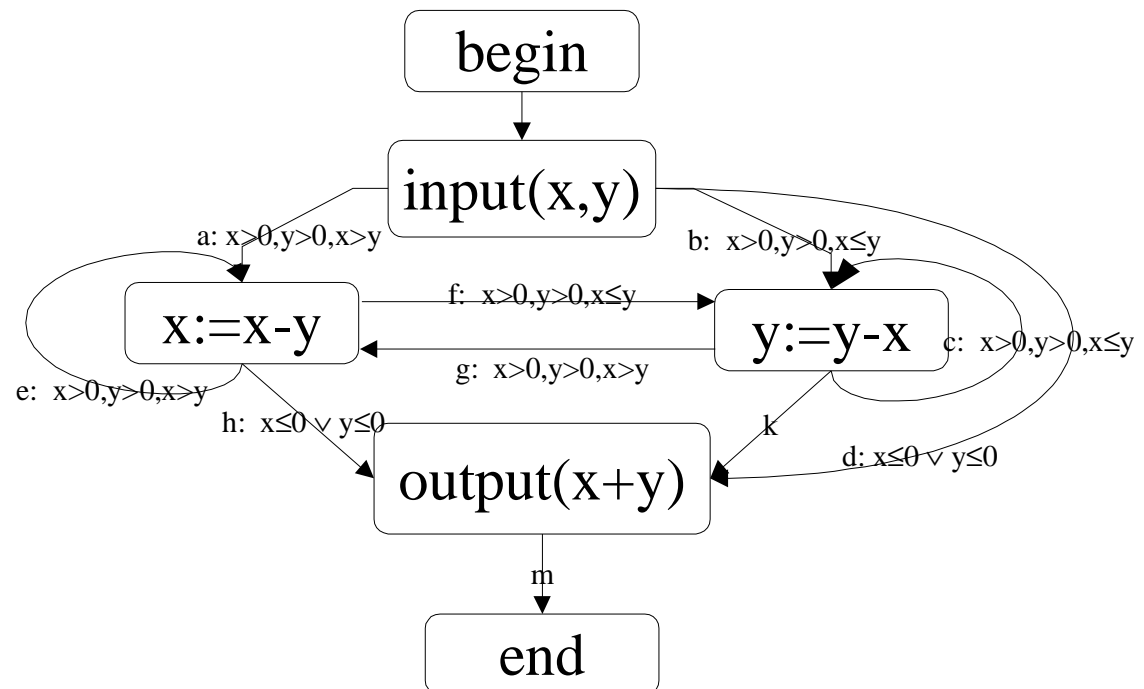 begin
input(x,y)
a: x>0,y>0,x>y
b: x>0,y>0,x≤y
f: x>0,y>0,x≤y
x:=x-y
y:=y-x
c: x>0,y>0,x≤y
g: x>0,y>0,x>y
e: x>0,y>0,x>y
h: x≤0 ∨ y≤0
k
d: x≤0 ∨ y≤0
output(x+y)
m
end